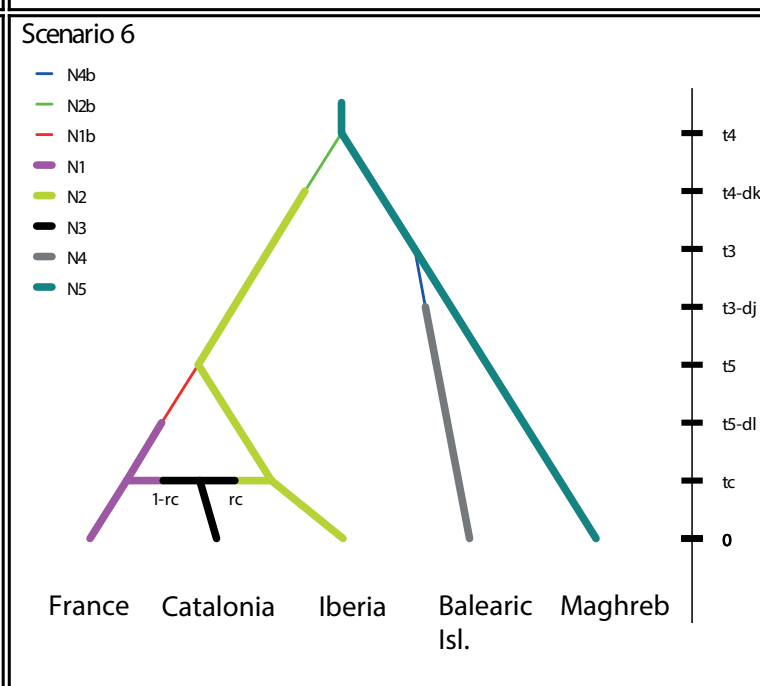 Scenario 6
N4b
N2b
N1b
N1
N2
N3
N4
N5
t4
t4-dk
t3
t3-dj
t5
t5-dl
tc
0
1-rc rc
France Catalonia Iberia Balearic Isl. Maghreb